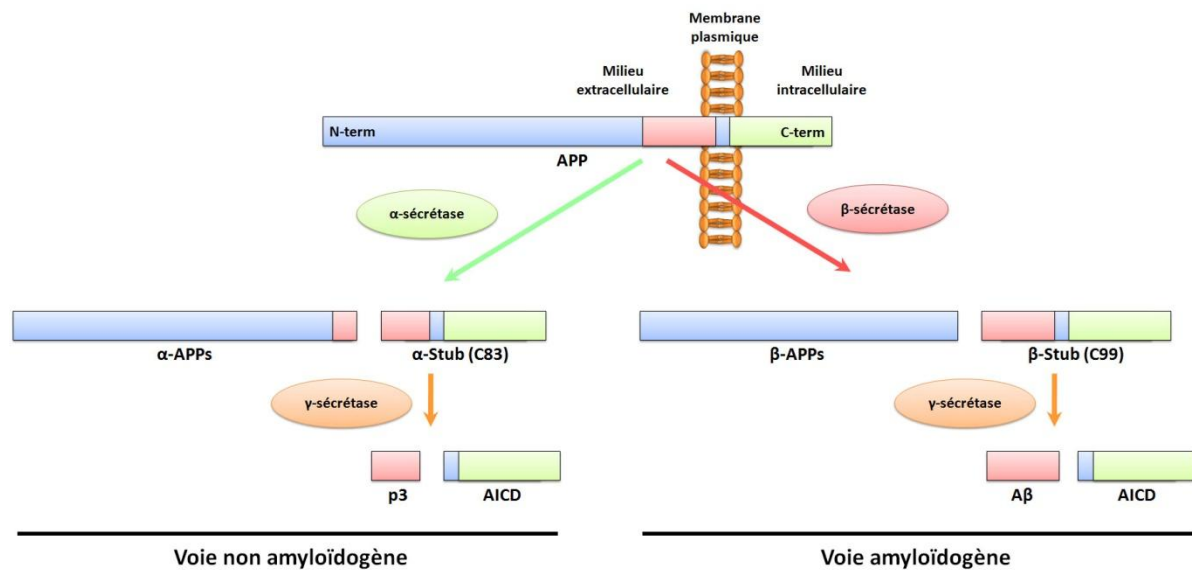 Membrane
plasmique
Milieu
extracellulaire
Milieu
intracellulaire
N-term
C-term
APP
α-sécrétase
β-sécrétase
α-APPs
α-Stub (C83)
β-APPs
β-Stub (C99)
γ-sécrétase
γ-sécrétase
p3
AICD
Aβ
AICD
Voie non amyloïdogène
Voie amyloïdogène